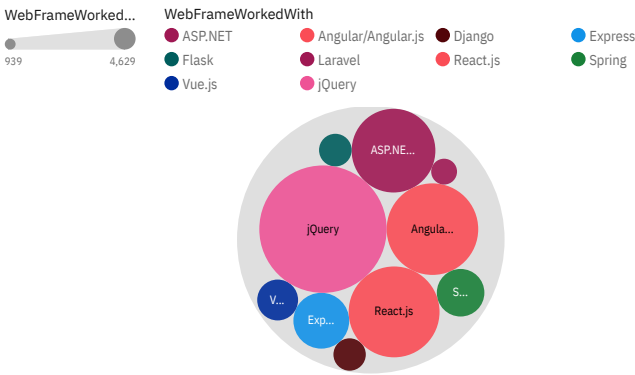 WebFrameWorked...
939
4,629
WebFrameWorkedWith
ASP.NET
Angular/Angular.js
Django
Express
Flask
Laravel
React.js
Spring
Vue.js
jQuery
ASP.NE...
jQuery
Angula...
S...
V...
Exp...
React.js